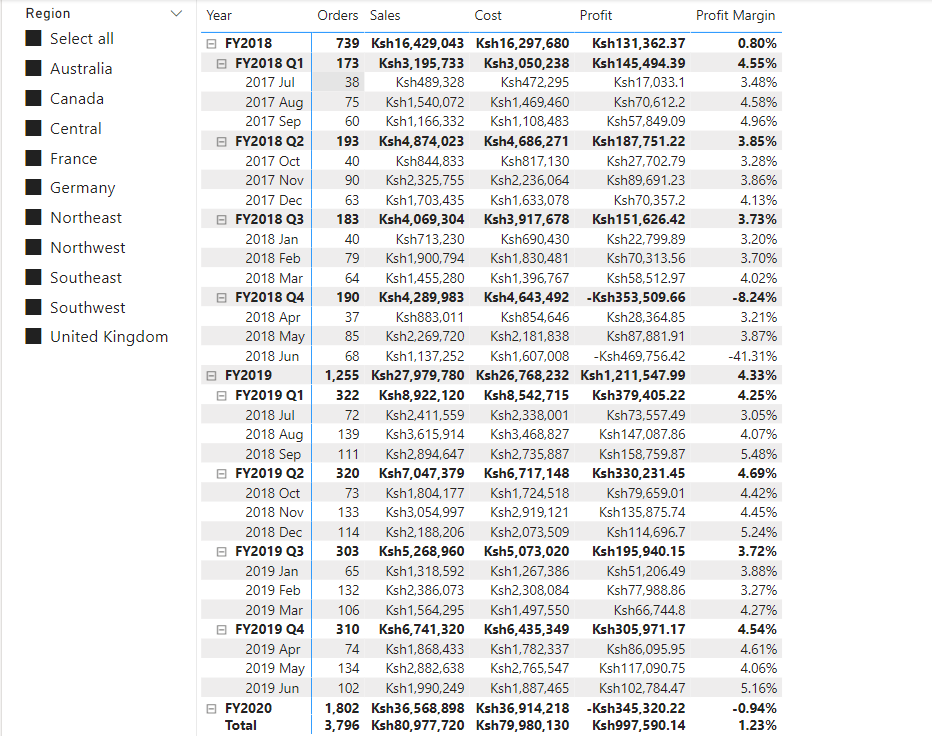 Region
Select all
Australia
Canada
Central
France
Germany
Northeast
Northwest
Southeast
Southwest
United Kingdom
Year Orders Sales Cost Profit Profit Margin
FY2018 739 Ksh16,429,043 Ksh16,297,680 Ksh131,362.37 0.80%
FY2018 Q1 173 Ksh3,195,733 Ksh3,050,238 Ksh145,494.39 4.55%
2017 Jul 38 Ksh489,328 Ksh472,295 Ksh17,033.1 3.48%
2017 Aug 75 Ksh1,540,072 Ksh1,469,460 Ksh70,612.2 4.58%
2017 Sep 60 Ksh1,166,332 Ksh1,108,483 Ksh57,849.09 4.96%
FY2018 Q2 193 Ksh4,874,023 Ksh4,686,271 Ksh187,751.22 3.85%
2017 Oct 40 Ksh844,833 Ksh817,130 Ksh27,702.79 3.28%
2017 Nov 90 Ksh2,325,755 Ksh2,236,064 Ksh89,691.23 3.86%
2017 Dec 63 Ksh1,703,435 Ksh1,633,078 Ksh70,357.2 4.13%
FY2018 Q3 183 Ksh4,069,304 Ksh3,917,678 Ksh151,626.42 3.73%
2018 Jan 40 Ksh713,230 Ksh690,430 Ksh22,799.89 3.20%
2018 Feb 79 Ksh1,900,794 Ksh1,830,481 Ksh70,313.56 3.70%
2018 Mar 64 Ksh1,455,280 Ksh1,396,767 Ksh58,512.97 4.02%
FY2018 Q4 190 Ksh4,289,983 Ksh4,643,492 -Ksh353,509.66 -8.24%
2018 Apr 37 Ksh883,011 Ksh854,646 Ksh28,364.85 3.21%
2018 May 85 Ksh2,269,720 Ksh2,181,838 Ksh87,881.91 3.87%
2018 Jun 68 Ksh1,137,252 Ksh1,607,008 -Ksh469,756.42 -41.31%
FY2019 1,255 Ksh27,979,780 Ksh26,768,232 Ksh1,211,547.99 4.33%
FY2019 Q1 322 Ksh8,922,120 Ksh8,542,715 Ksh379,405.22 4.25%
2018 Jul 72 Ksh2,411,559 Ksh2,338,001 Ksh73,557.49 3.05%
2018 Aug 139 Ksh3,615,914 Ksh3,468,827 Ksh147,087.86 4.07%
2018 Sep 111 Ksh2,894,647 Ksh2,735,887 Ksh158,759.87 5.48%
FY2019 Q2 320 Ksh7,047,379 Ksh6,717,148 Ksh330,231.45 4.69%
2018 Oct 73 Ksh1,804,177 Ksh1,724,518 Ksh79,659.01 4.42%
2018 Nov 133 Ksh3,054,997 Ksh2,919,121 Ksh135,875.74 4.45%
2018 Dec 114 Ksh2,188,206 Ksh2,073,509 Ksh114,696.7 5.24%
FY2019 Q3 303 Ksh5,268,960 Ksh5,073,020 Ksh195,940.15 3.72%
2019 Jan 65 Ksh1,318,592 Ksh1,267,386 Ksh51,206.49 3.88%
2019 Feb 132 Ksh2,386,073 Ksh2,308,084 Ksh77,988.86 3.27%
2019 Mar 106 Ksh1,564,295 Ksh1,497,550 Ksh66,744.8 4.27%
FY2019 Q4 310 Ksh6,741,320 Ksh6,435,349 Ksh305,971.17 4.54%
2019 Apr 74 Ksh1,868,433 Ksh1,782,337 Ksh86,095.95 4.61%
2019 May 134 Ksh2,882,638 Ksh2,765,547 Ksh117,090.75 4.06%
2019 Jun 102 Ksh1,990,249 Ksh1,887,465 Ksh102,784.47 5.16%
FY2020 1,802 Ksh36,568,898 Ksh36,914,218 -Ksh345,320.22 -0.94%
Total 3,796 Ksh80,977,720 Ksh79,980,130 Ksh997,590.14 1.23%